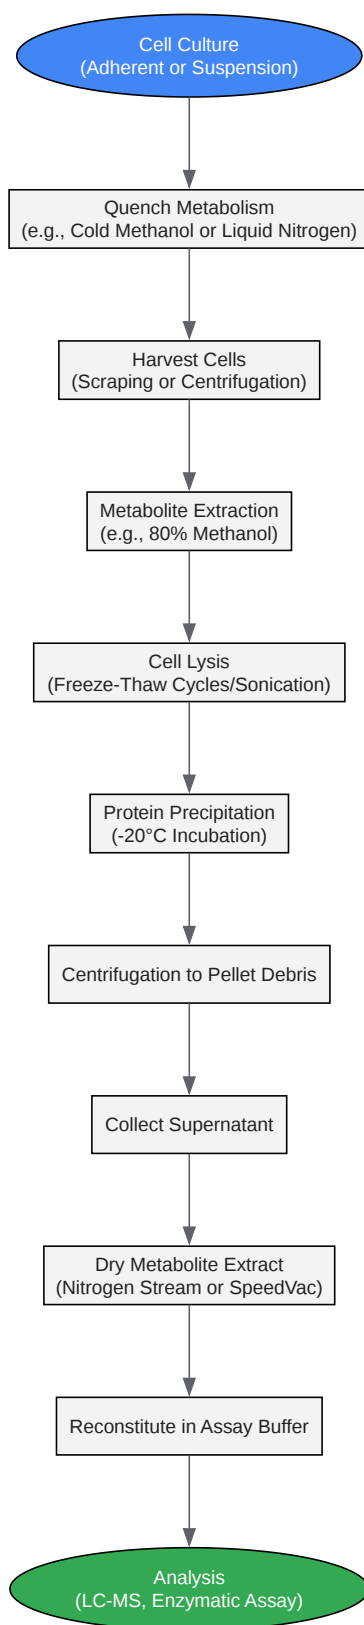 Cell Culture
(Adherent or Suspension)
Quench Metabolism
(e.g., Cold Methanol or Liquid Nitrogen)
Harvest Cells
(Scraping or Centrifugation)
Metabolite Extraction
(e.g., 80% Methanol)
Cell Lysis
(Freeze-Thaw Cycles/Sonication)
Protein Precipitation
(-20°C Incubation)
Centrifugation to Pellet Debris
Collect Supernatant
Dry Metabolite Extract
(Nitrogen Stream or SpeedVac)
Reconstitute in Assay Buffer
Analysis
(LC-MS, Enzymatic Assay)